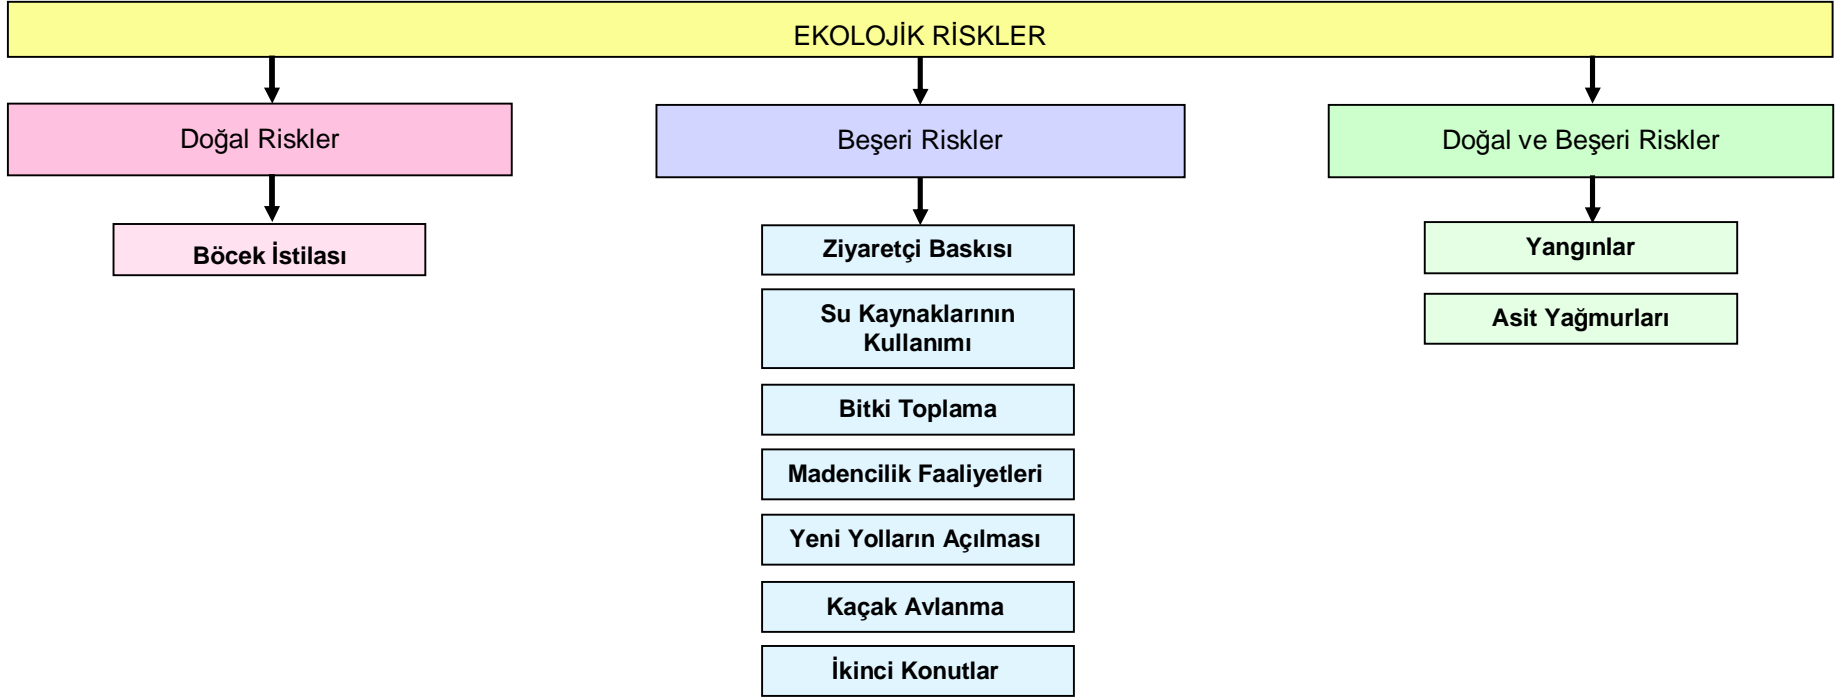 EKOLOJİK RİSKLER
Doğal Riskler
Beşeri Riskler
Doğal ve Beşeri Riskler
Böcek İstilası
Ziyaretçi Baskısı
Su Kaynaklarının
Kullanımı
Bitki Toplama
Madencilik Faaliyetleri
Yeni Yolların Açılması
Kaçak Avlanma
İkinci Konutlar
Yangınlar
Asit Yağmurları